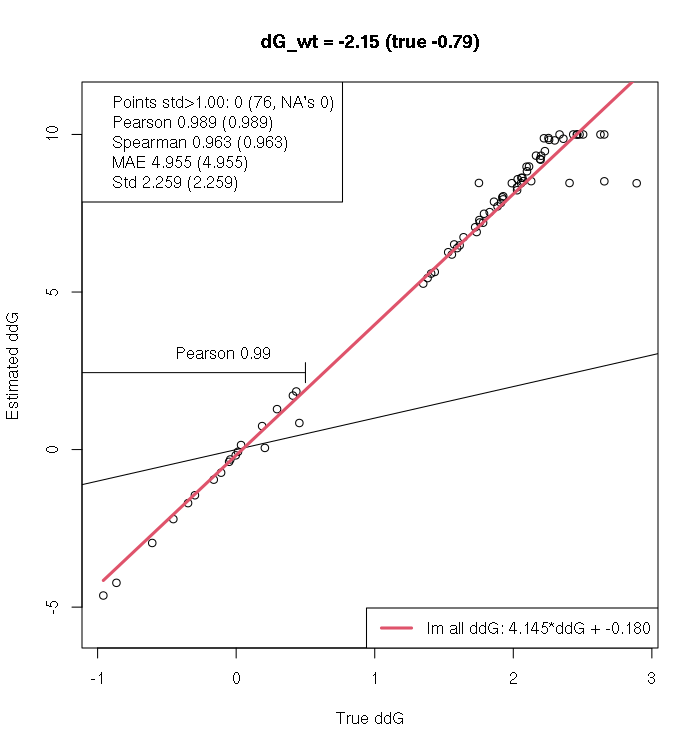 dG_wt = -2.15 (true -0.79)
Points std>1.00: 0 (76, NA's 0)
Pearson 0.989 (0.989)
Spearman 0.963 (0.963)
MAE 4.955 (4.955)
Std 2.259 (2.259)
10
5
0
-5
Estimated ddG
Pearson 0.99
lm all ddG: 4.145*ddG + -0.180
-1 0 1 2 3
True ddG